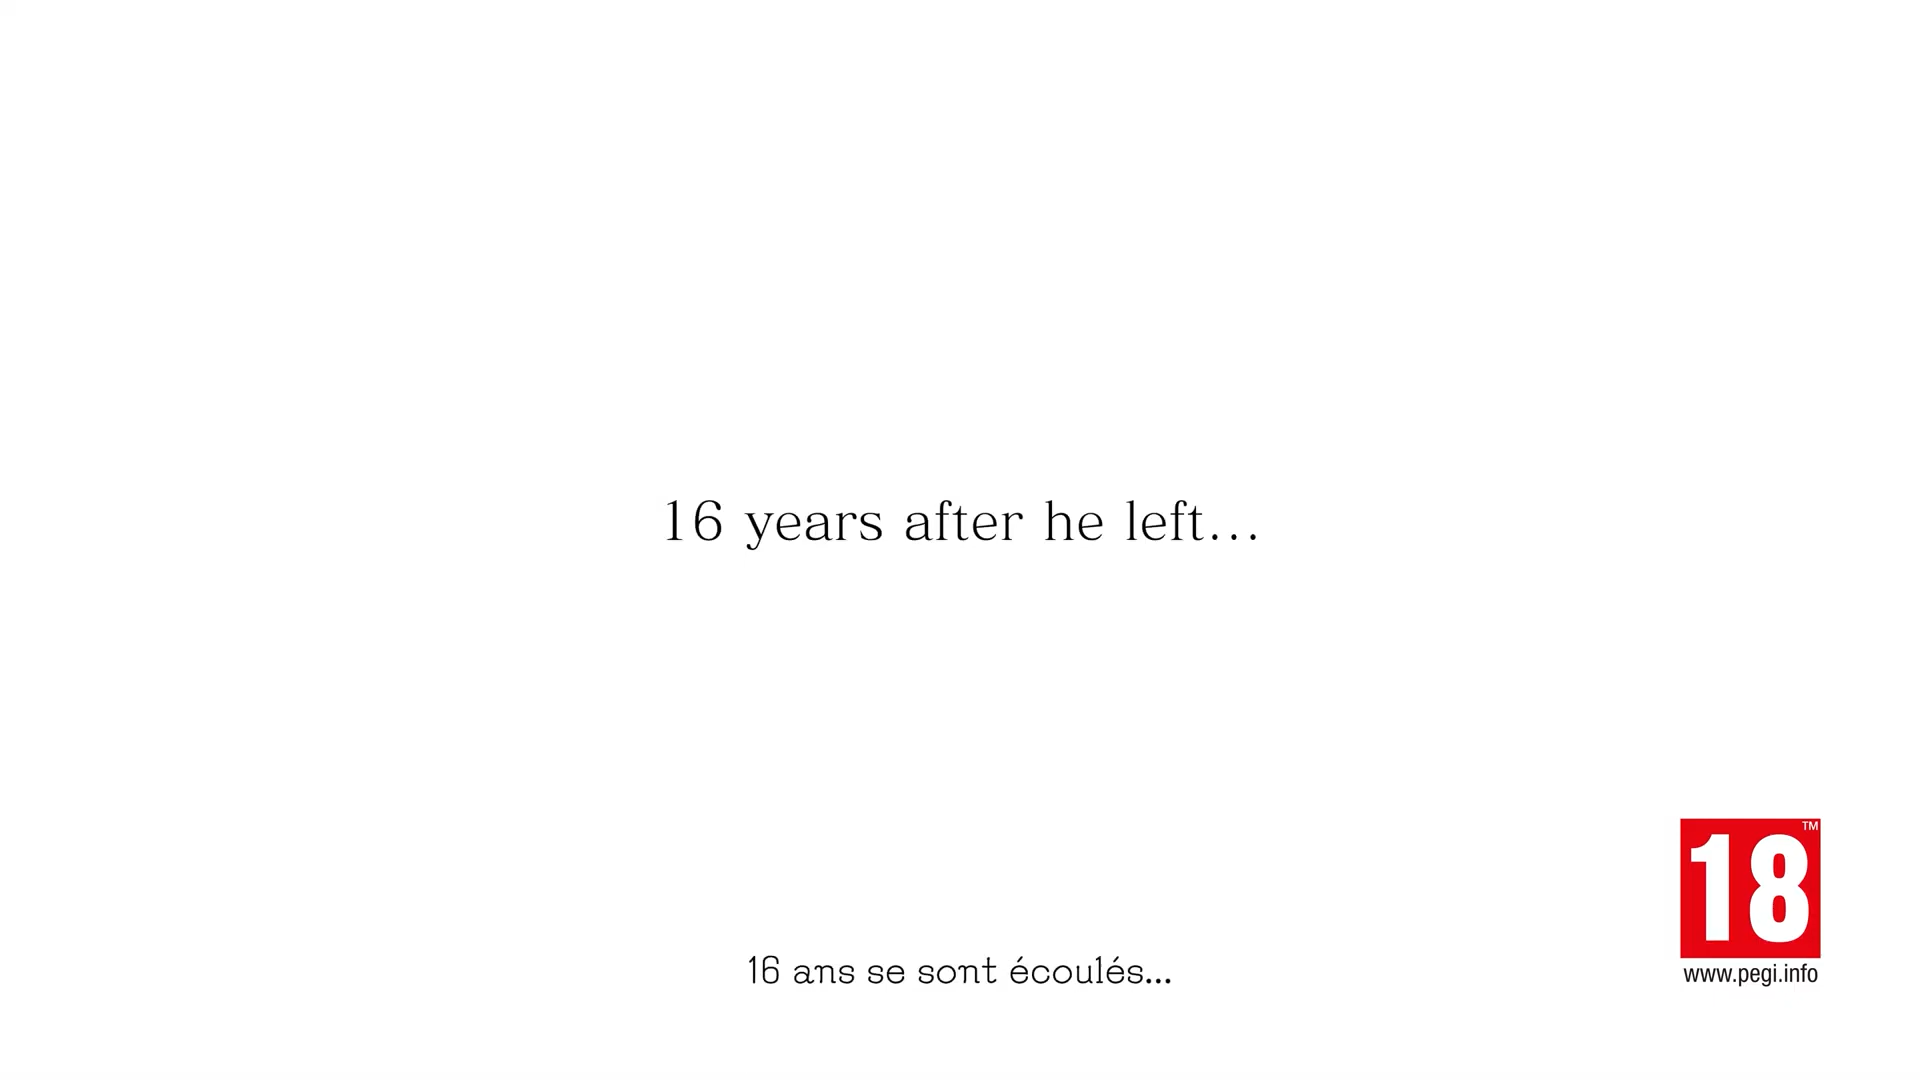 16 years after he left...
18
TM
www.pegi.info
16 ans se sont écoulés...